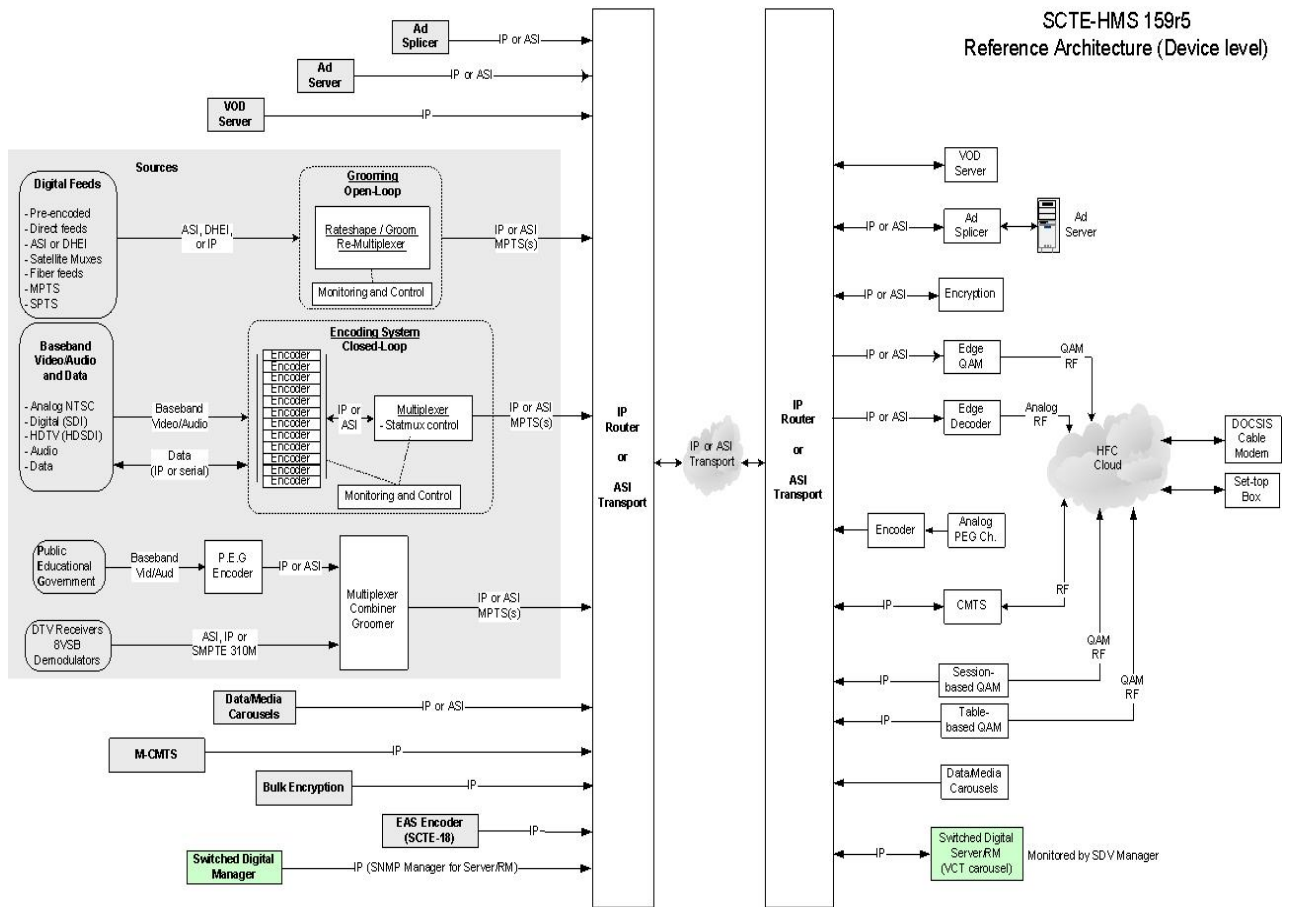 SCTE-HMS 159r5
Reference Architecture (Device level)
Ad
Splicer
IP or ASI
Ad
Server
IP or ASI
VOD
Server
IP
Sources
Digital Feeds
- Pre-encoded
- Direct feeds
- ASI or DHEI
- Satellite Muxes
- Fiber feeds
- MPTS
- SPTS
ASI, DHEI,
or IP
Grooming
Open-Loop
Rateshape / Groom
Re-Multiplexer
Monitoring and Control
IP or ASI
MPTS(s)
Baseband
Video/Audio
and Data
- Analog NTSC
- Digital (SDI)
- HDTV (HDSDI)
- Audio
- Data
Baseband
Video/Audio
Data
(IP or serial)
Encoding System
Closed-Loop
Encoder
Encoder
Encoder
Encoder
Encoder
Encoder
Encoder
Encoder
Encoder
Encoder
Encoder
Encoder
IP or
ASI
Multiplexer
- Statmux control
Monitoring and Control
IP or ASI
MPTS(s)
Public
Educational
Government
Baseband
Vid/Aud
P.E.G
Encoder
IP or ASI
Multiplexer
Combiner
Groomer
IP or ASI
MPTS(s)
DTV Receivers
8VSB
Demodulators
ASI, IP or
SMPTE 310M
Data/Media
Carousels
IP or ASI
M-CMTS
IP
Bulk Encryption
IP
EAS Encoder
(SCTE-18)
IP
Switched Digital
Manager
IP (SNMP Manager for Server/RM)
IP
Router
or
ASI
Transport
IP or ASI
Transport
IP
Router
or
ASI
Transport
IP
VOD
Server
IP or ASI
Ad
Splicer
Ad
Server
IP or ASI
Encryption
IP or ASI
Edge
QAM
QAM
RF
IP or ASI
Edge
Decoder
Analog
RF
HFC
Cloud
DOCSIS
Cable
Modem
Set-top
Box
Encoder
Analog
PEG Ch.
IP
CMTS
RF
IP
Session-
based QAM
QAM
RF
IP
Table-
based QAM
QAM
RF
Data/Media
Carousels
IP
Switched Digital
Server/RM
(VCT carousel)
Monitored by SDV Manager